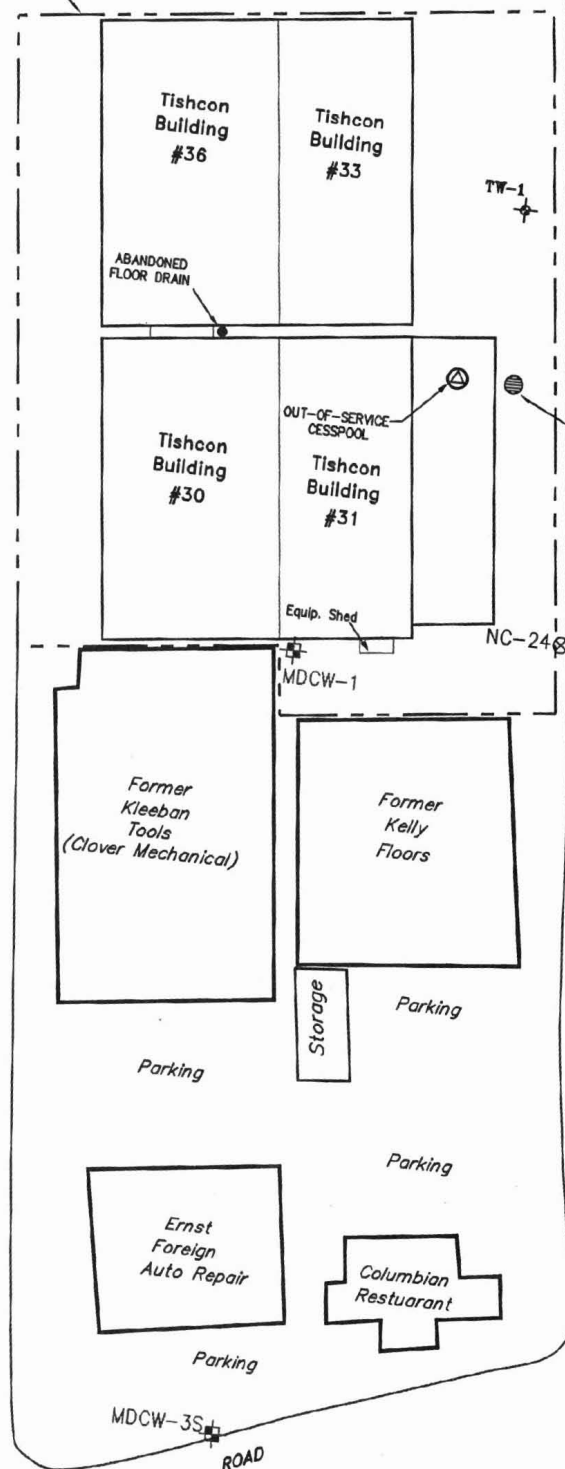 Tishcon
Building
#36
Tishcon
Building
#33
TW-1
ABANDONED
FLOOR DRAIN
OUT-OF-SERVICE
CESSPOOL
Tishcon
Building
#30
Tishcon
Building
#31
Equip. Shed
NC-24
MDCW-1
Former
Kleeban
Tools
(Clover Mechanical)
Former
Kelly
Floors
Storage
Parking
Parking
Parking
Ernst
Foreign
Auto Repair
Columbian
Restuarant
Parking
MDCW-3S
ROAD